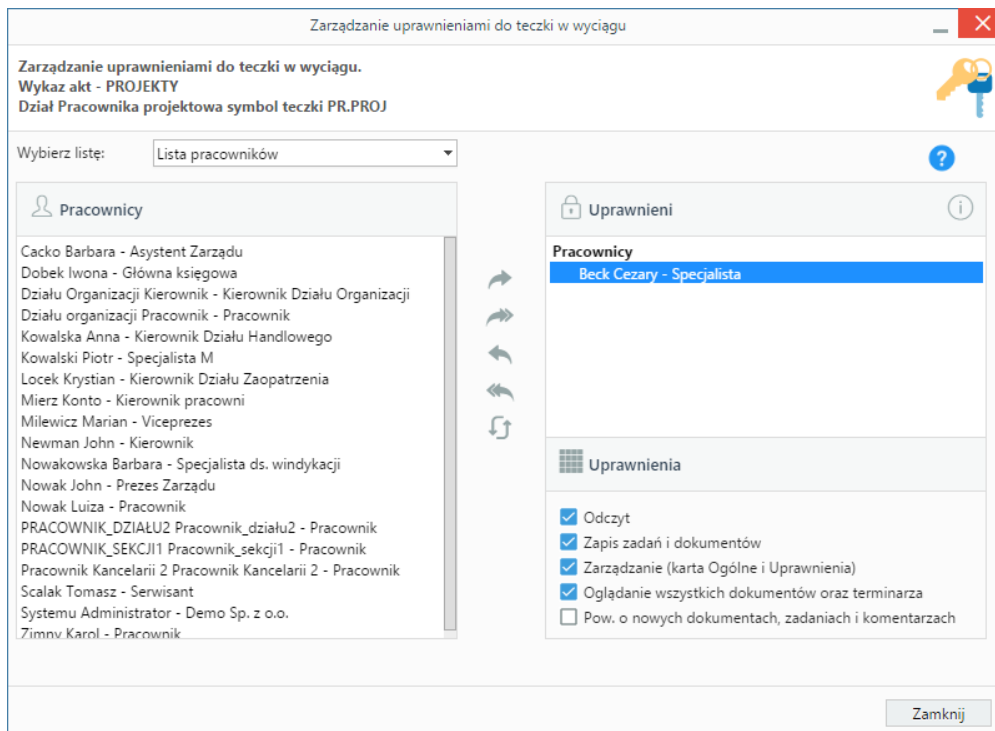 Zarządzanie uprawnieniami do teczki w wyciągu
Zarządzanie uprawnieniami do teczki w wyciągu.
Wykaz akt - PROJEKTY
Dział Pracownika projektowa symbol teczki PR.PROJ
Wybierz listę:
Lista pracowników
Pracownicy
Cacko Barbara - Asystent Zarządu
Dobek Iwona - Główna księgowa
Działu Organizacji Kierownik - Kierownik Działu Organizacji
Działu organizacji Pracownik - Pracownik
Kowalska Anna - Kierownik Działu Handlowego
Kowalski Piotr - Specjalista M
Locek Krystian - Kierownik Działu Zaopatrzenia
Mierz Konto - Kierownik pracowni
Milewicz Marian - Viceprezes
Newman John - Kierownik
Nowakowska Barbara - Specjalista ds. windykacji
Nowak John - Prezes Zarządu
Nowak Luiza - Pracownik
PRACOWNIK_DZIAŁU2 Pracownik_działu2 - Pracownik
PRACOWNIK_SEKCJI1 Pracownik_sekcji1 - Pracownik
Pracownik Kancelarii 2 Pracownik Kancelarii 2 - Pracownik
Scalak Tomasz - Serwisant
Systemu Administrator - Demo Sp. z o.o.
Zimny Karol - Pracownik
Uprawnieni
Pracownicy
Beck Cezary - Specjalista
Uprawnienia
Odczyt
Zapis zadań i dokumentów
Zarządzanie (karta Ogólne i Uprawnienia)
Oglądanie wszystkich dokumentów oraz terminarza
Pow. o nowych dokumentach, zadaniach i komentarzach
Zamknij